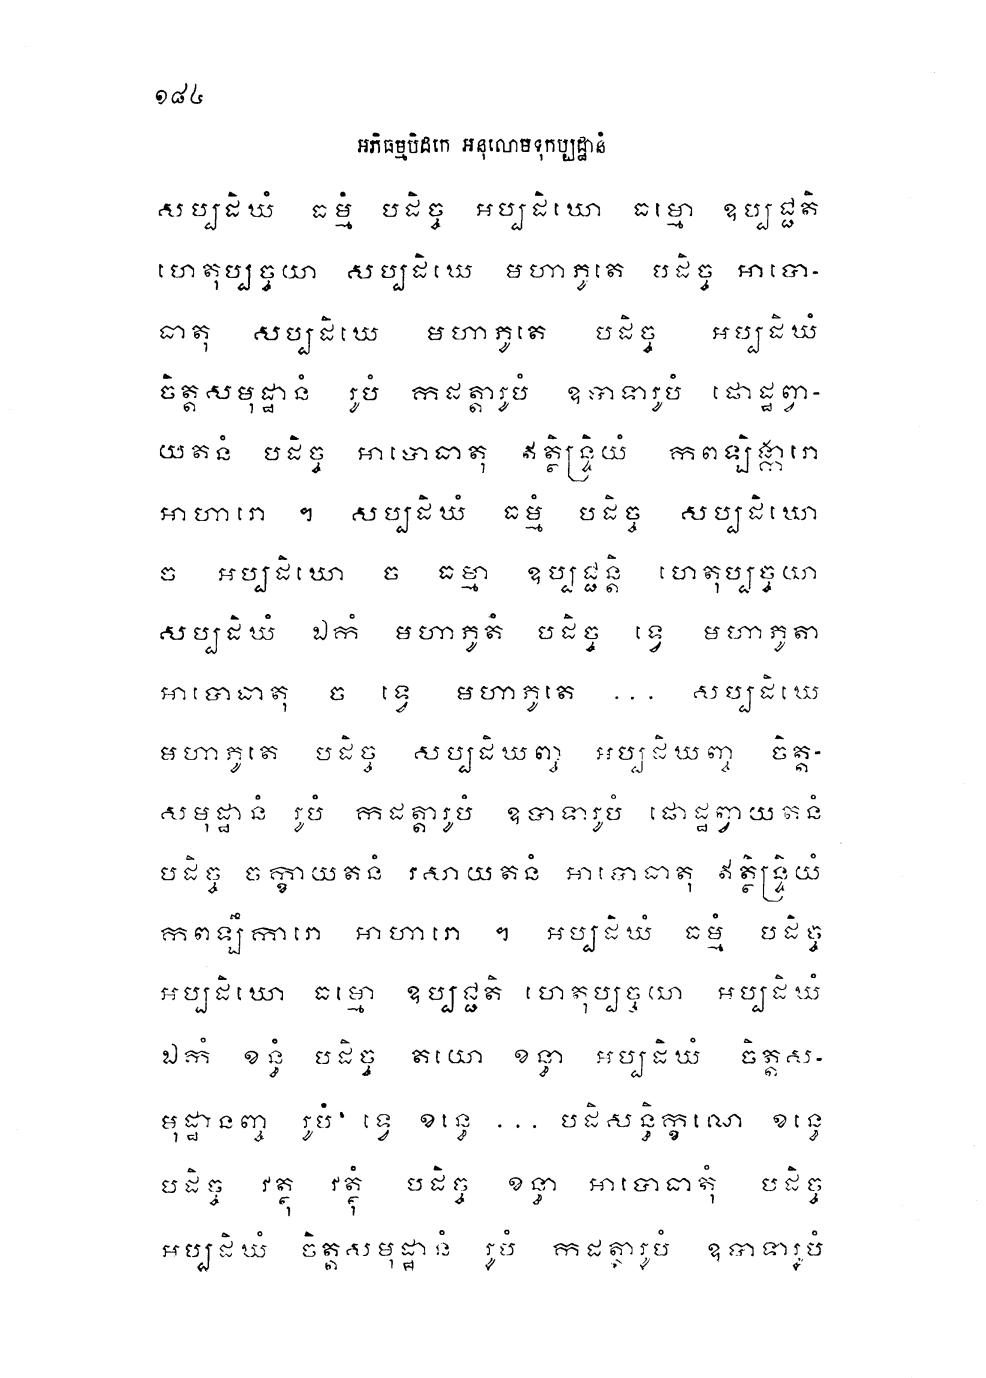 ១៨៤
អភិធម្មបិដកេ អនុលោមទុកប្បដ្ឋានំ
សប្បដិឃំ ធម្មំ បដិច្ច អប្បដិឃោ ធម្មោ ឧប្បជ្ជតិ
ហេតុប្បច្ចយា សប្បដិឃេ មហាភូតេ បដិច្ច អាបោ-
ធាតុ សប្បដិឃេ មហាភូតេ បដិច្ច អប្បដិឃំ
ចិត្តសមុដ្ឋានំ រូបំ កដត្តារូបំ ឧបាទារូបំ ផោដ្ឋព្វា-
យតនំ បដិច្ច អាបោធាតុ ឥត្ថិន្ទ្រិយំ កពឡិង្ការោ
អាហារោ ។ សប្បដិឃំ ធម្មំ បដិច្ច សប្បដិឃោ
ច អប្បដិឃោ ច ធម្មា ឧប្បជ្ជន្តិ ហេតុប្បច្ចយា
សប្បដិឃំ ឯកំ មហាភូតំ បដិច្ច ទ្វេ មហាភូតា
អាបោធាតុ ច ទ្វេ មហាភូតេ ... សប្បដិឃេ
មហាភូតេ បដិច្ច សប្បដិឃញ្ច អប្បដិឃញ្ច ចិត្ត-
សមុដ្ឋានំ រូបំ កដត្តារូបំ ឧបាទារូបំ ផោដ្ឋព្វាយតនំ
បដិច្ច ចក្ខាយតនំ រសាយតនំ អាបោធាតុ ឥត្ថិន្ទ្រិយំ
កពឡឹការោ អាហារោ ។ អប្បដិឃំ ធម្មំ បដិច្ច
អប្បដិឃោ ធម្មោ ឧប្បជ្ជតិ ហេតុប្បច្ចយោ អប្បដិឃំ
ឯកំ ខន្ធំ បដិច្ច តយោ ខន្ធា អប្បដិឃំ ចិត្តស-
មុដ្ឋានញ្ច រូបំ ទ្វេ ខន្ធេ ... បដិសន្ធិក្ខណេ ខន្ធេ
បដិច្ច វត្ថុ វត្ថុំ បដិច្ច ខន្ធា អាបោធាតុំ បដិច្ច
អប្បដិឃំ ចិត្តសមុដ្ឋានំ រូបំ កដត្តារូបំ ឧបាទារូបំ